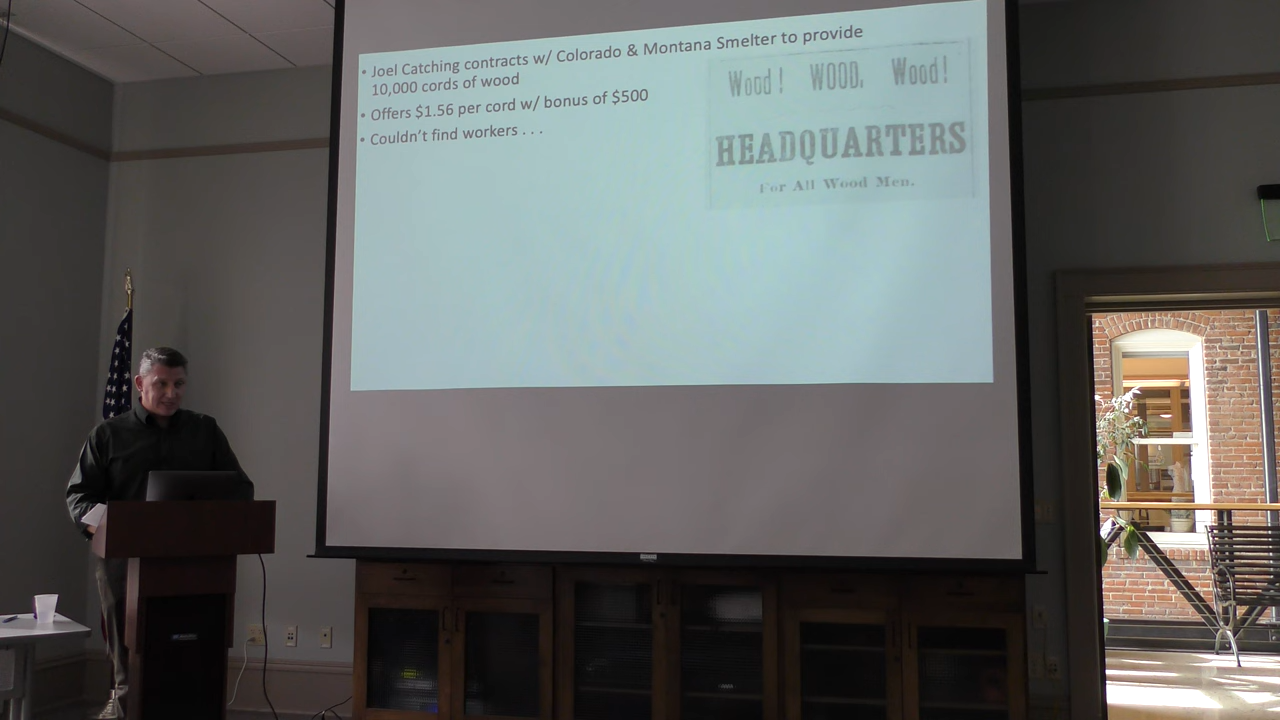 • Joel Catching contracts w/ Colorado & Montana Smelter to provide
10,000 cords of wood
• Offers $1.56 per cord w/ bonus of $500
• Couldn't find workers . . .
Wood! WOOD. Wood!
HEADQUARTERS
For All Wood Men.